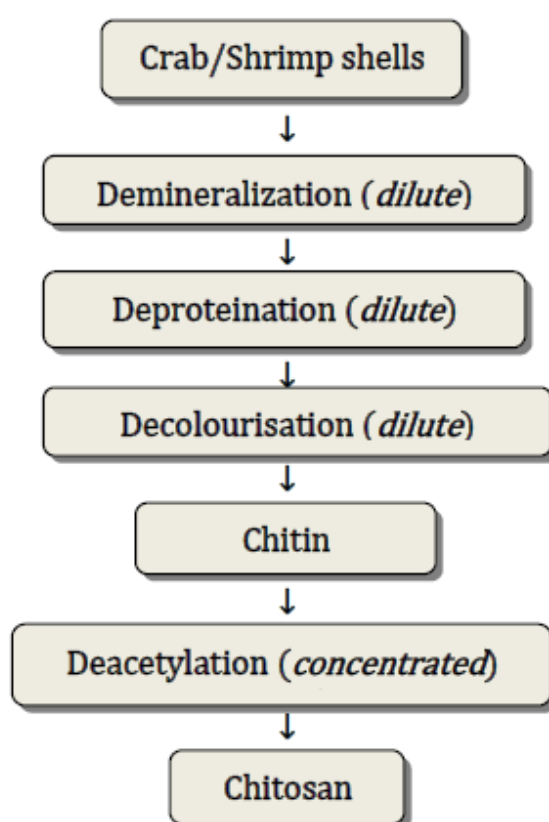 Crab/Shrimp shells
↓
Demineralization (dilute)
↓
Deproteination (dilute)
↓
Decolourisation (dilute)
↓
Chitin
↓
Deacetylation (concentrated)
↓
Chitosan